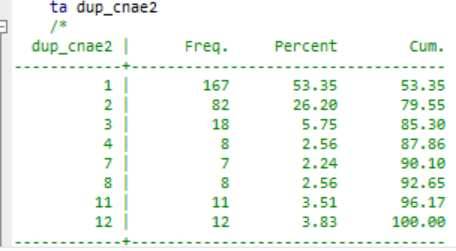 ta dup_cnae2
/*
dup_cnae2 | Freq. Percent Cum.
------------+-----------------------------------
1 | 167 53.35 53.35
2 | 82 26.20 79.55
3 | 18 5.75 85.30
4 | 8 2.56 87.86
7 | 7 2.24 90.10
8 | 8 2.56 92.65
11 | 11 3.51 96.17
12 | 12 3.83 100.00
------------+-----------------------------------